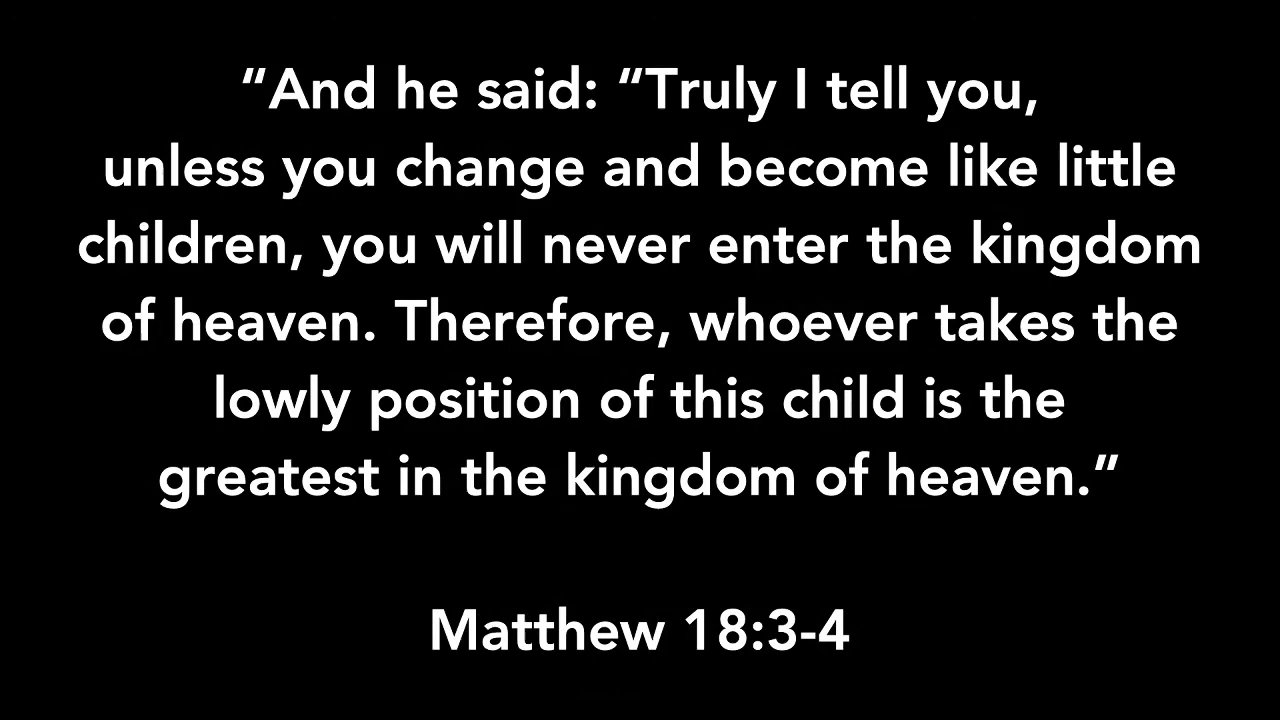 “And he said: “Truly I tell you,
unless you change and become like little
children, you will never enter the kingdom
of heaven. Therefore, whoever takes the
lowly position of this child is the
greatest in the kingdom of heaven.”
Matthew 18:3-4